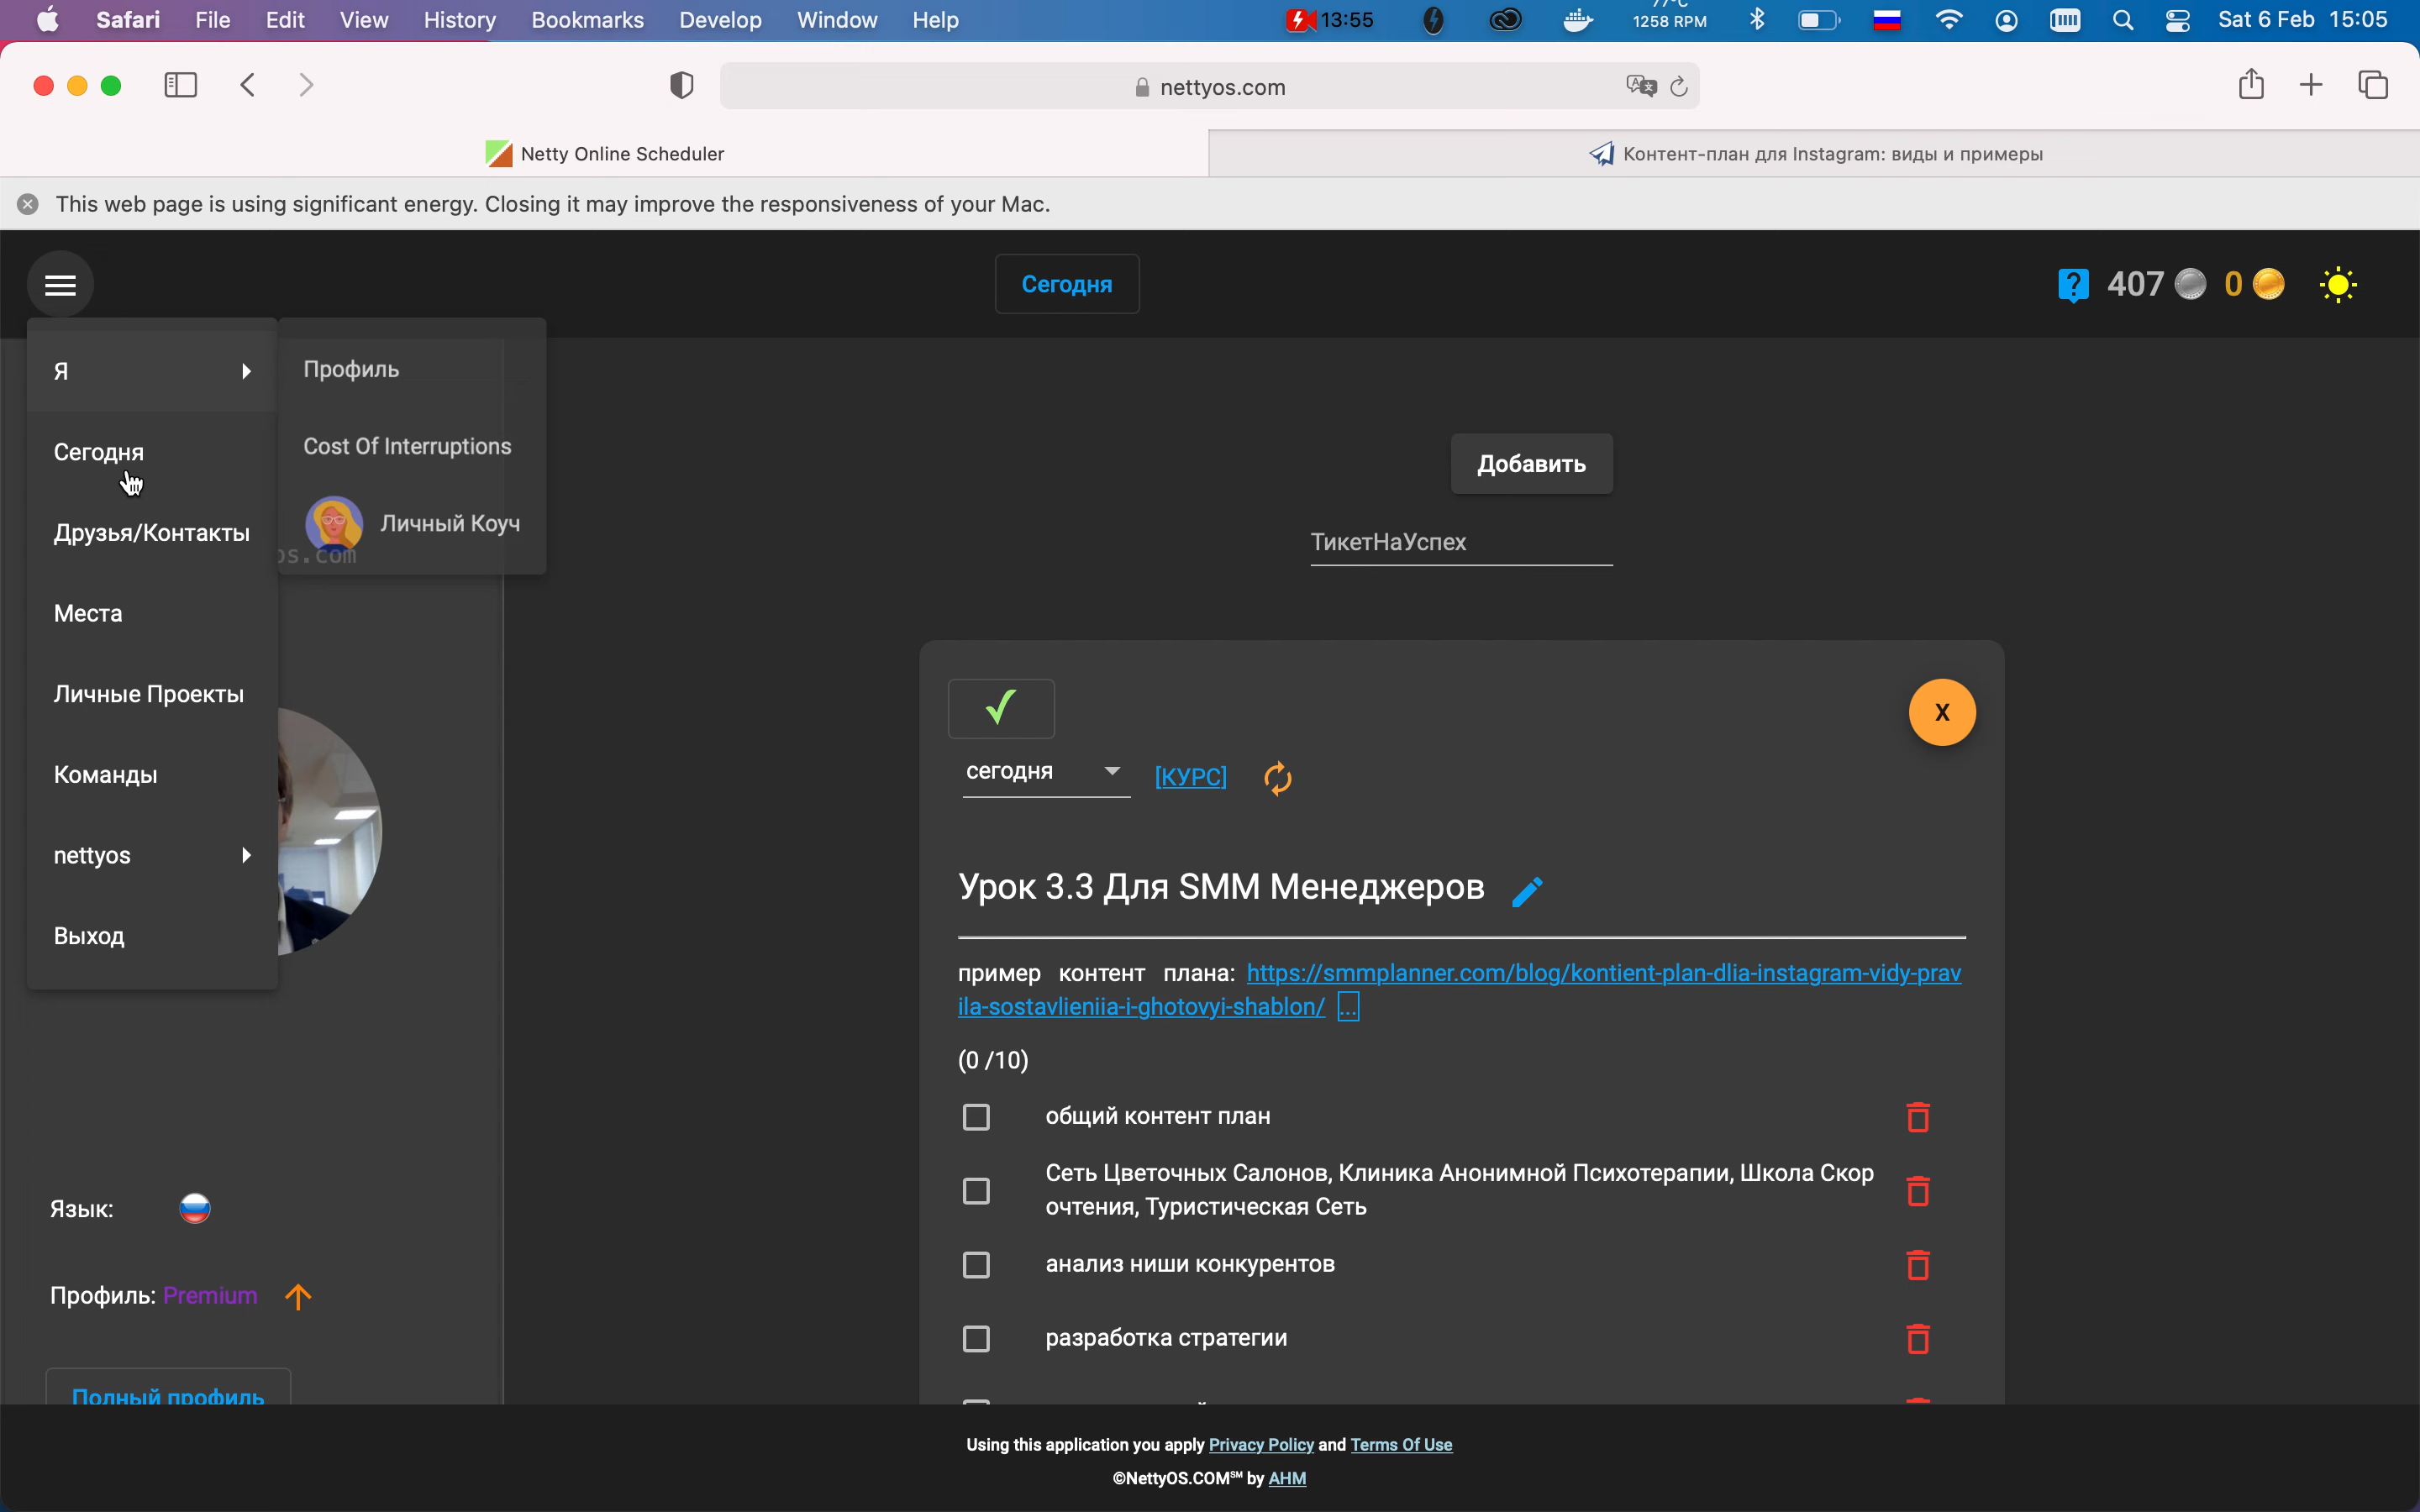 Safari File Edit View History Bookmarks Develop Window Help 13:55 77°C 1258 RPM Sat 6 Feb 15:05
nettyos.com
Netty Online Scheduler
Контент-план для Instagram: виды и примеры
This web page is using significant energy. Closing it may improve the responsiveness of your Mac.
Сегодня
? 407 0
Я
Сегодня
Друзья/Контакты
Места
Личные Проекты
Команды
nettyos
Выход
Профиль
Cost Of Interruptions
Личный Коуч
os.com
Язык:
Профиль: Premium
Полный профиль
Добавить
ТикетНаУспех
X
сегодня [КУРС]
Урок 3.3 Для SMM Менеджеров
пример контент плана: https://smmplanner.com/blog/kontient-plan-dlia-instagram-vidy-prav
ila-sostavlieniia-i-ghotovyi-shablon/ ...
(0 /10)
общий контент план
Сеть Цветочных Салонов, Клиника Анонимной Психотерапии, Школа Скор
очтения, Туристическая Сеть
анализ ниши конкурентов
разработка стратегии
Using this application you apply Privacy Policy and Terms Of Use
©NettyOS.COM℠ by AHM